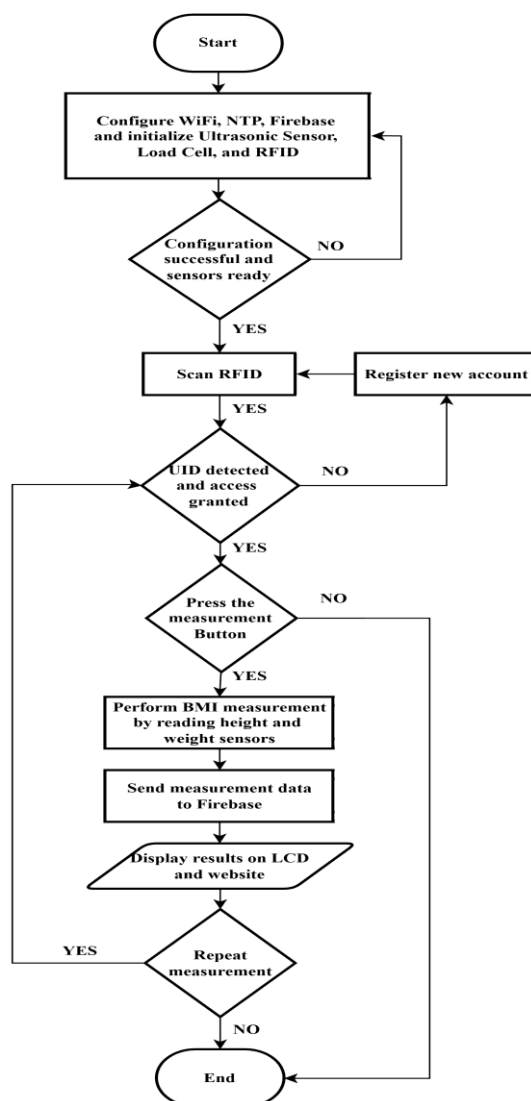 Start
Configure WiFi, NTP, Firebase
and initialize Ultrasonic Sensor,
Load Cell, and RFID
Configuration
successful and
sensors ready
NO
YES
Scan RFID
Register new account
YES
UID detected
and access
granted
NO
YES
Press the
measurement
Button
NO
YES
Perform BMI measurement
by reading height and
weight sensors
Send measurement data
to Firebase
Display results on LCD
and website
YES
Repeat
measurement
NO
End